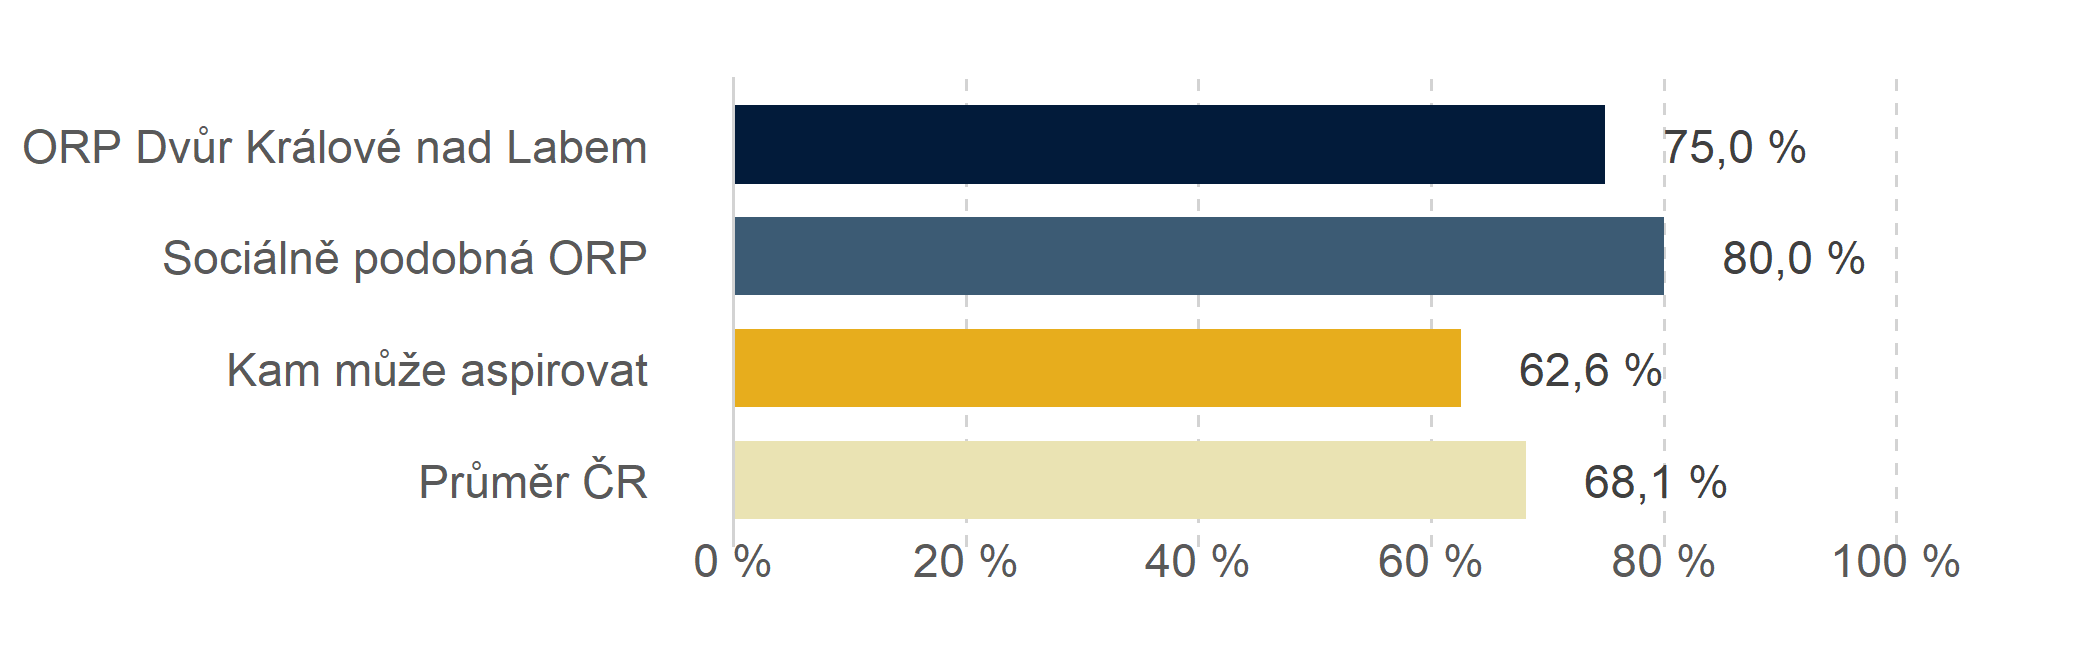 ORP Dvůr Králové nad Labem
75,0 %
Sociálně podobná ORP
80,0 %
Kam může aspirovat
62,6 %
Průměr ČR
68,1 %
0 % 20 % 40 % 60 % 80 % 100 %